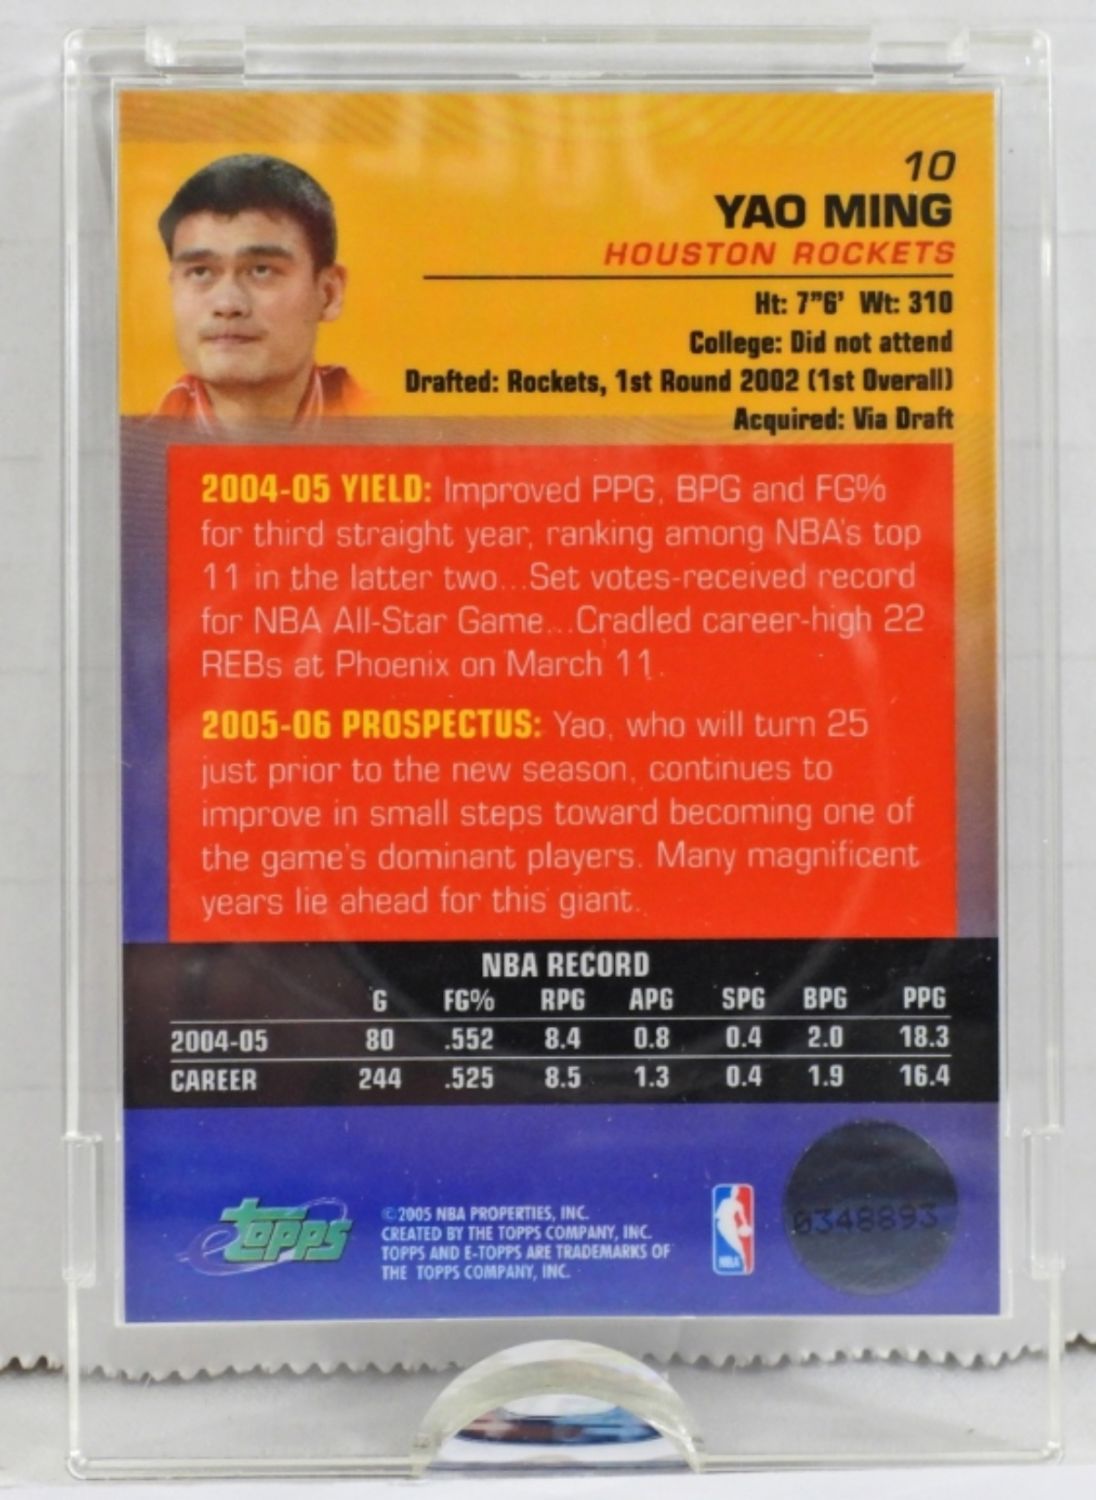 10
YAO MING
HOUSTON ROCKETS
Ht: 7"6' Wt: 310
College: Did not attend
Drafted: Rockets, 1st Round 2002 (1st Overall)
Acquired: Via Draft
2004-05 YIELD: Improved PPG, BPG and FG%
for third straight year, ranking among NBA's top
11 in the latter two...Set votes-received record
for NBA All-Star Game...Cradled career-high 22
REBs at Phoenix on March 11.
2005-06 PROSPECTUS: Yao, who will turn 25
just prior to the new season, continues to
improve in small steps toward becoming one of
the game's dominant players. Many magnificent
years lie ahead for this giant.
NBA RECORD
G FG% RPG APG SPG BPG PPG
2004-05 80 .552 8.4 0.8 0.4 2.0 18.3
CAREER 244 .525 8.5 1.3 0.4 1.9 16.4
etopps
©2005 NBA PROPERTIES, INC.
CREATED BY THE TOPPS COMPANY, INC.
TOPPS AND E-TOPPS ARE TRADEMARKS OF
THE TOPPS COMPANY, INC.
NBA
0348893